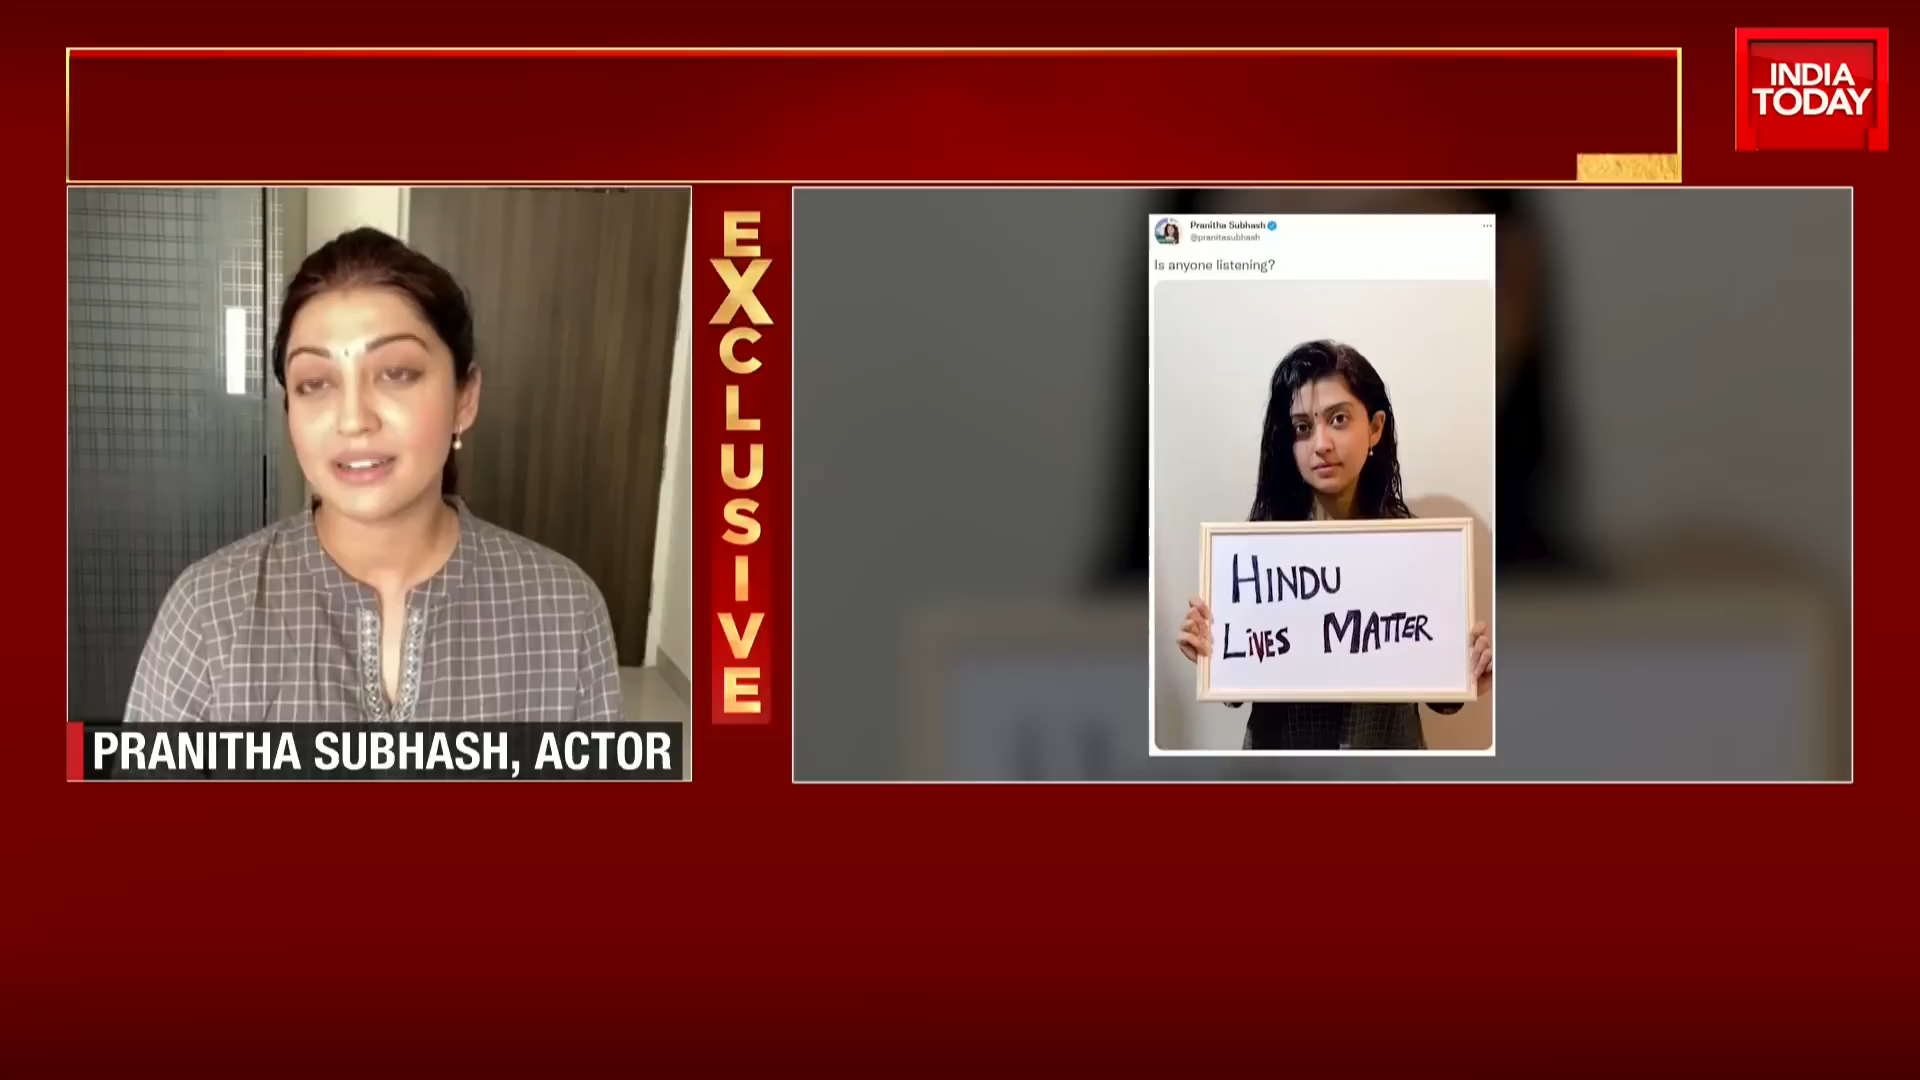 INDIA
TODAY
EXCLUSIVE
Pranitha Subhash
@pranitasubhash
Is anyone listening?
HINDU
LIVES MATTER
PRANITHA SUBHASH, ACTOR